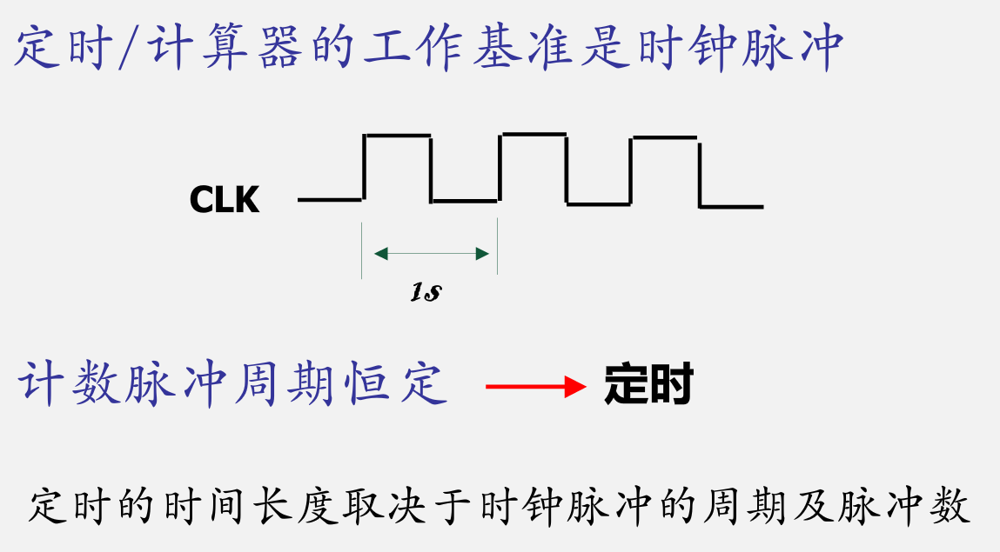 定时/计算器的工作基准是时钟脉冲
CLK
1s
计数脉冲周期恒定
定时
定时的时间长度取决于时钟脉冲的周期及脉冲数